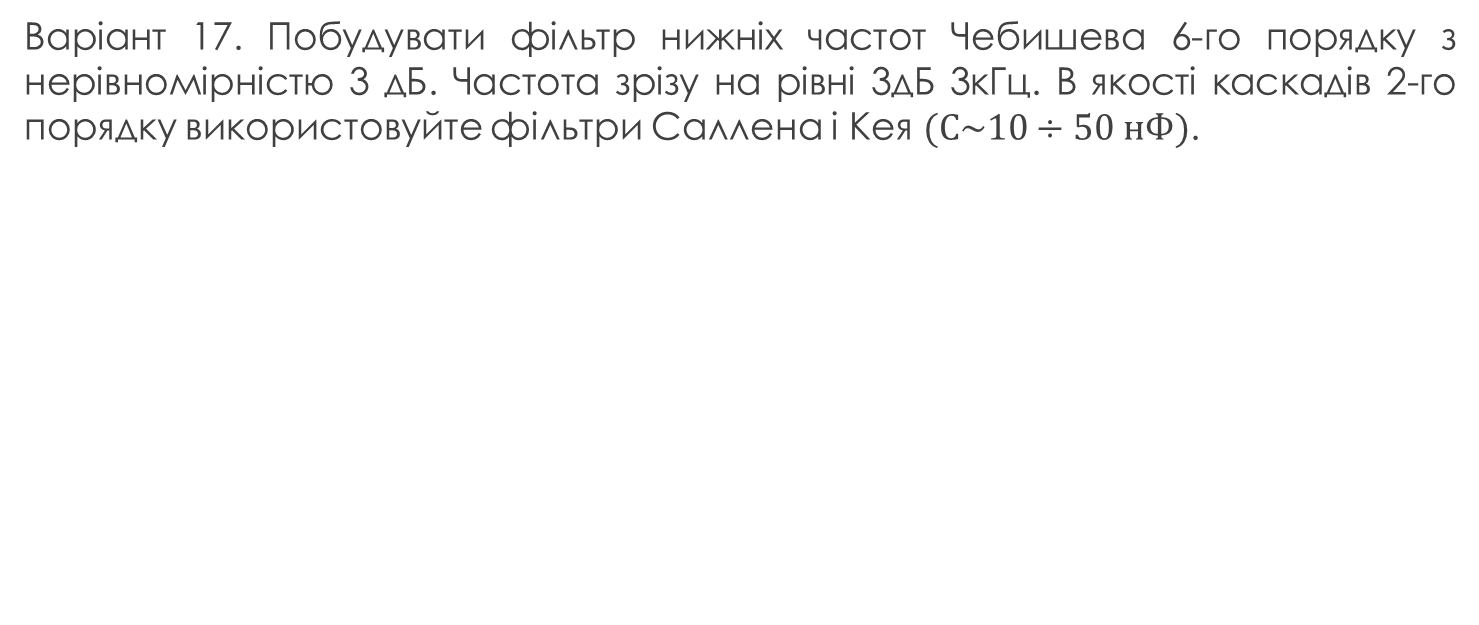 Варіант 17. Побудувати фільтр нижніх частот Чебишева 6-го порядку з
нерівномірністю 3 дБ. Частота зрізу на рівні 3дБ 3кГц. В якості каскадів 2-го
порядку використовуйте фільтри Саллена і Кея (C~10 ÷ 50 нФ).